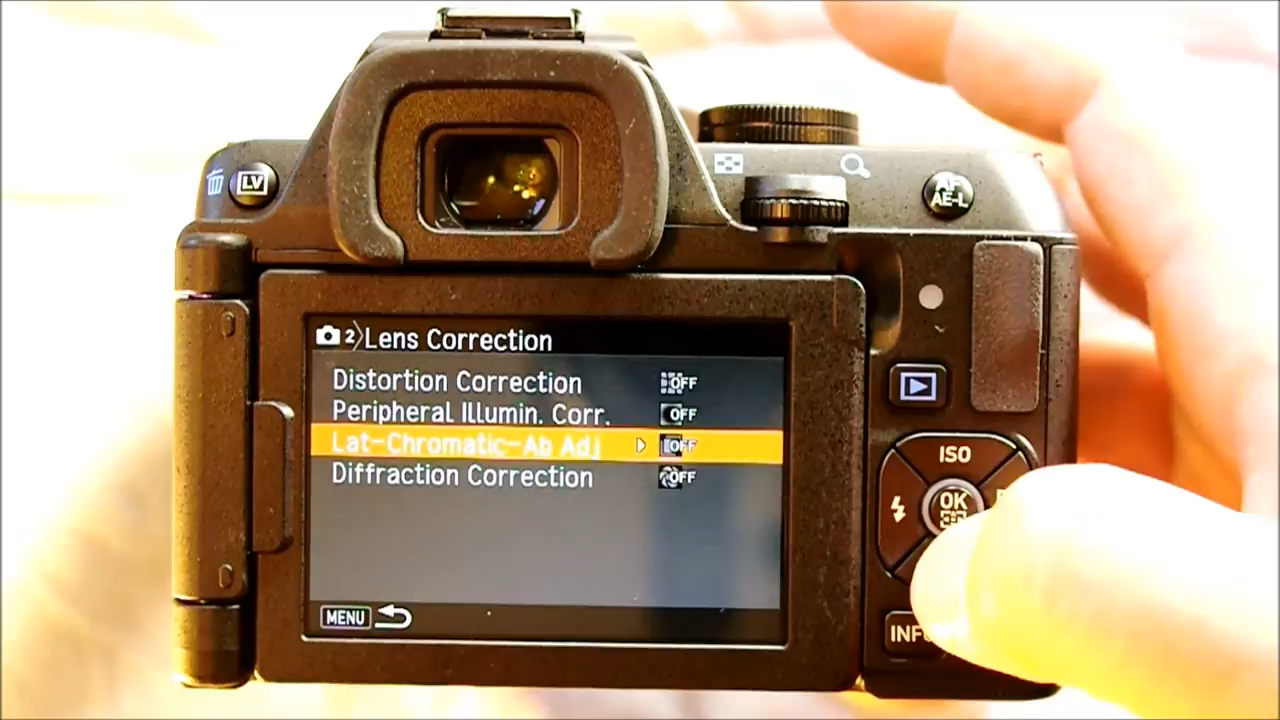 LV
AF
AE-L
2 Lens Correction
Distortion Correction OFF
Peripheral Illumin. Corr. OFF
Lat-Chromatic-Ab Adj OFF
Diffraction Correction OFF
MENU
ISO
OK